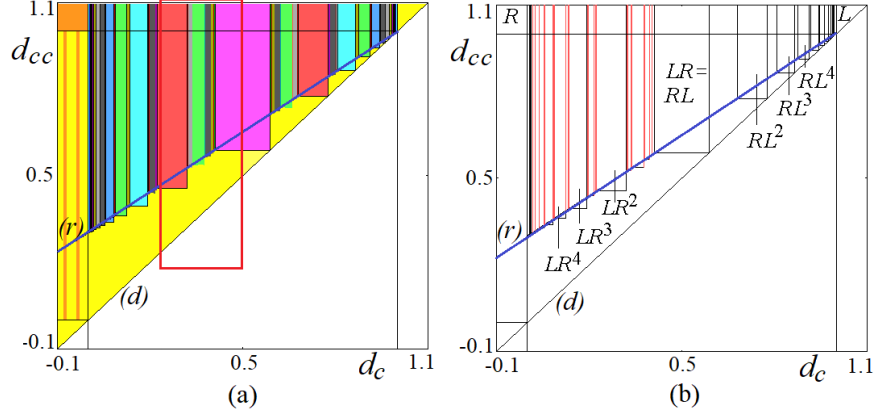 1.1
d_cc
0.5
(r)
(d)
-0.1
-0.1
0.5
d_c
1.1
(a)
1.1
R
L
d_cc
LR=
RL
RL^4
RL^3
RL^2
0.5
LR^2
(r)
LR^3
LR^4
(d)
-0.1
-0.1
0.5
d_c
1.1
(b)